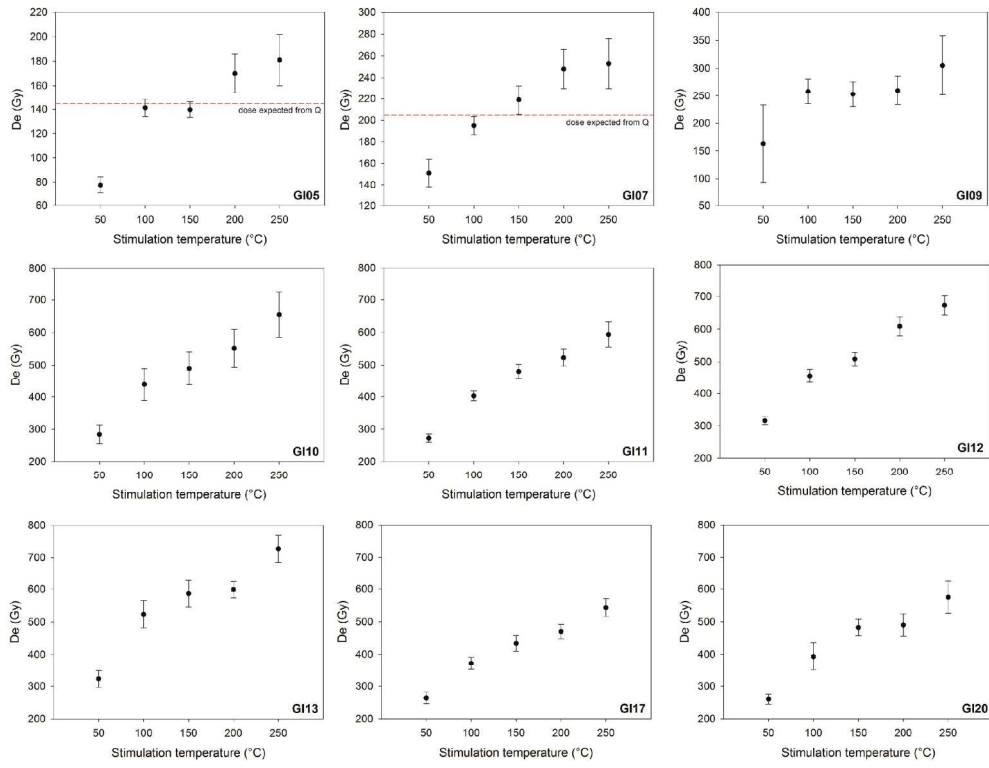 220
200
180
160
140
120
100
80
60
De (Gy)
dose expected from Q
GI05
50 100 150 200 250
Stimulation temperature (°C)
300
280
260
240
220
200
180
160
140
120
De (Gy)
dose expected from Q
GI07
50 100 150 200 250
Stimulation temperature (°C)
400
350
300
250
200
150
100
50
De (Gy)
GI09
50 100 150 200 250
Stimulation temperature (°C)
800
700
600
500
400
300
200
De (Gy)
GI10
50 100 150 200 250
Stimulation temperature (°C)
800
700
600
500
400
300
200
De (Gy)
GI11
50 100 150 200 250
Stimulation temperature (°C)
800
700
600
500
400
300
200
De (Gy)
GI12
50 100 150 200 250
Stimulation temperature (°C)
800
700
600
500
400
300
200
De (Gy)
GI13
50 100 150 200 250
Stimulation temperature (°C)
800
700
600
500
400
300
200
De (Gy)
GI17
50 100 150 200 250
Stimulation temperature (°C)
800
700
600
500
400
300
200
De (Gy)
GI20
50 100 150 200 250
Stimulation temperature (°C)